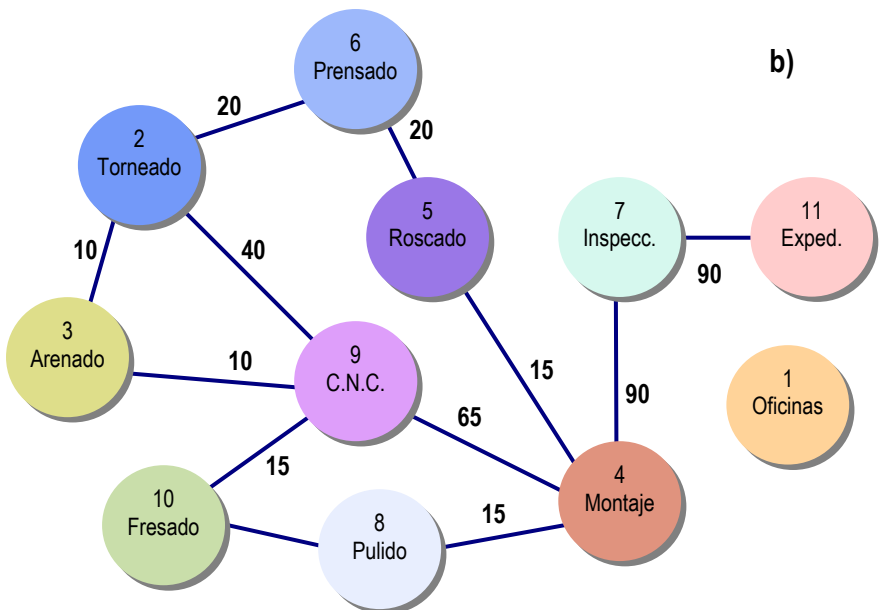 6
Prensado
b)
20
2
Torneado
20
5
Roscado
7
Inspecc.
11
Exped.
10
40
90
3
Arenado
10
9
C.N.C.
15
1
Oficinas
65
90
15
4
Montaje
10
Fresado
8
Pulido
15